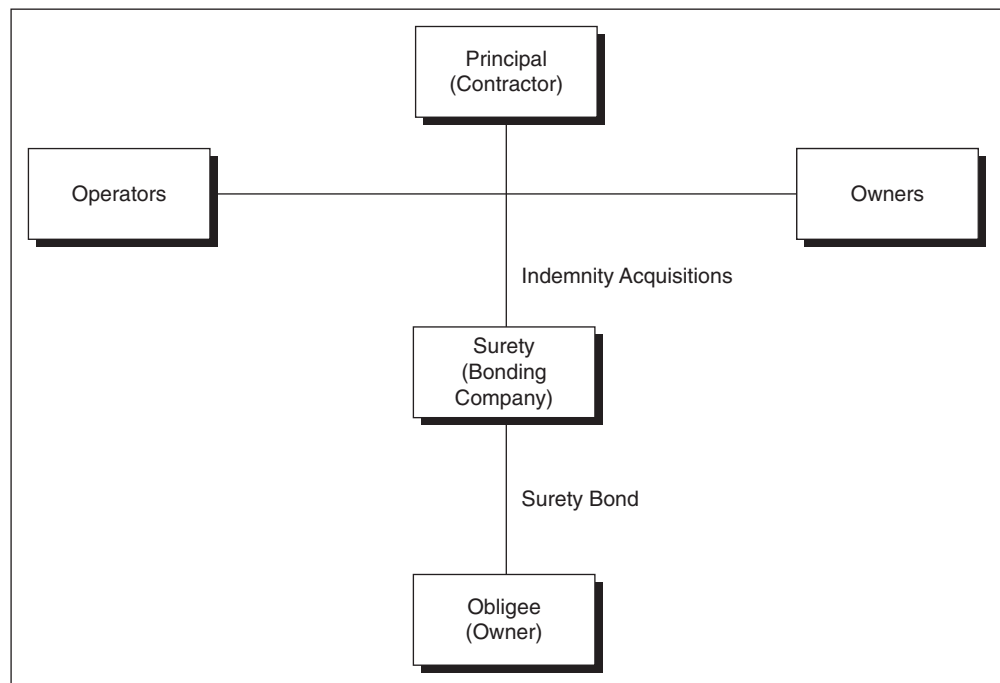 Principal
(Contractor)
Operators
Owners
Indemnity Acquisitions
Surety
(Bonding
Company)
Surety Bond
Obligee
(Owner)